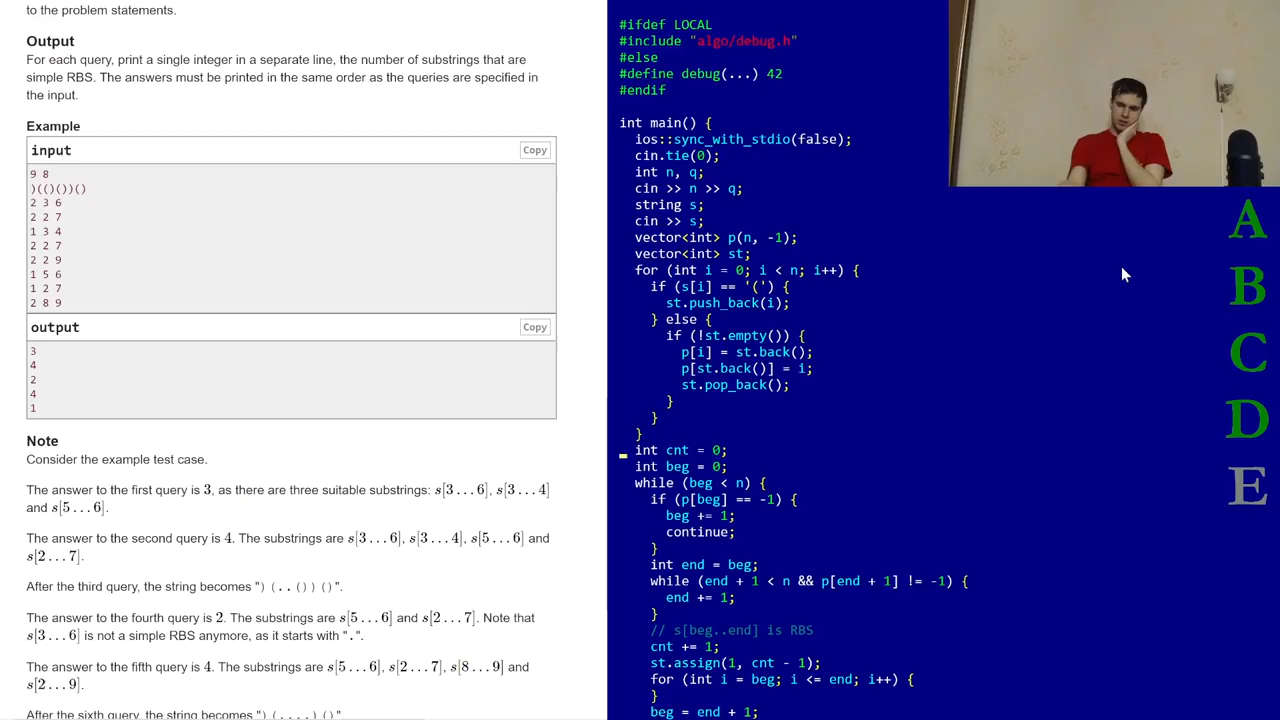 to the problem statements.
Output
For each query, print a single integer in a separate line, the number of substrings that are
simple RBS. The answers must be printed in the same order as the queries are specified in
the input.
Example
input
Copy
9 8
)(()())()
2 3 6
2 2 7
1 3 4
2 2 7
2 2 9
1 5 6
1 2 7
2 8 9
output
Copy
3
4
2
4
1
Note
Consider the example test case.
The answer to the first query is 3, as there are three suitable substrings: s[3…6], s[3…4]
and s[5…6].
The answer to the second query is 4. The substrings are s[3…6], s[3…4], s[5…6] and
s[2…7].
After the third query, the string becomes ")(..())()".
The answer to the fourth query is 2. The substrings are s[5…6] and s[2…7]. Note that
s[3…6] is not a simple RBS anymore, as it starts with ".".
The answer to the fifth query is 4. The substrings are s[5…6], s[2…7], s[8…9] and
s[2…9].
After the sixth query, the string becomes ")(....)()".
#ifdef LOCAL
#include "algo/debug.h"
#else
#define debug(...) 42
#endif
int main() {
ios::sync_with_stdio(false);
cin.tie(0);
int n, q;
cin >> n >> q;
string s;
cin >> s;
vector<int> p(n, -1);
vector<int> st;
for (int i = 0; i < n; i++) {
if (s[i] == '(') {
st.push_back(i);
} else {
if (!st.empty()) {
p[i] = st.back();
p[st.back()] = i;
st.pop_back();
}
}
}
int cnt = 0;
int beg = 0;
while (beg < n) {
if (p[beg] == -1) {
beg += 1;
continue;
}
int end = beg;
while (end + 1 < n && p[end + 1] != -1) {
end += 1;
}
// s[beg..end] is RBS
cnt += 1;
st.assign(1, cnt - 1);
for (int i = beg; i <= end; i++) {
}
beg = end + 1;
A
B
C
D
E